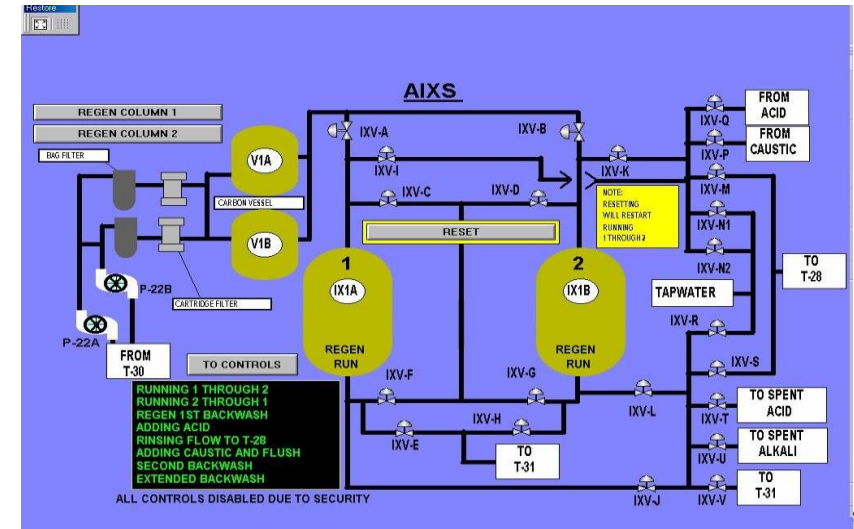 Restore
AIXS
REGEN COLUMN 1
REGEN COLUMN 2
BAG FILTER
V1A
CARBON VESSEL
V1B
CARTRIDGE FILTER
P-22B
P-22A
FROM
T-30
IXV-A
IXV-B
IXV-I
IXV-C
IXV-D
RESET
1
IX1A
REGEN
RUN
2
IX1B
REGEN
RUN
IXV-K
NOTE:
RESETTING
WILL RESTART
RUNNING
1 THROUGH 2
IXV-Q
FROM
ACID
IXV-P
FROM
CAUSTIC
IXV-M
IXV-N1
IXV-N2
TO
T-28
TAPWATER
IXV-R
IXV-S
IXV-L
IXV-T
TO SPENT
ACID
IXV-U
TO SPENT
ALKALI
IXV-J
IXV-V
TO
T-31
TO CONTROLS
IXV-F
IXV-G
IXV-H
IXV-E
TO
T-31
RUNNING 1 THROUGH 2
RUNNING 2 THROUGH 1
REGEN 1ST BACKWASH
ADDING ACID
RINSING FLOW TO T-28
ADDING CAUSTIC AND FLUSH
SECOND BACKWASH
EXTENDED BACKWASH
ALL CONTROLS DISABLED DUE TO SECURITY